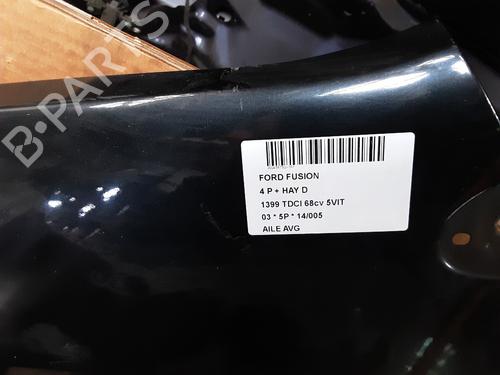 B-PARTS
FORD FUSION
4 P + HAY D
1399 TDCI 68cv 5VIT
03 * 5P * 14/005
AILE AVG